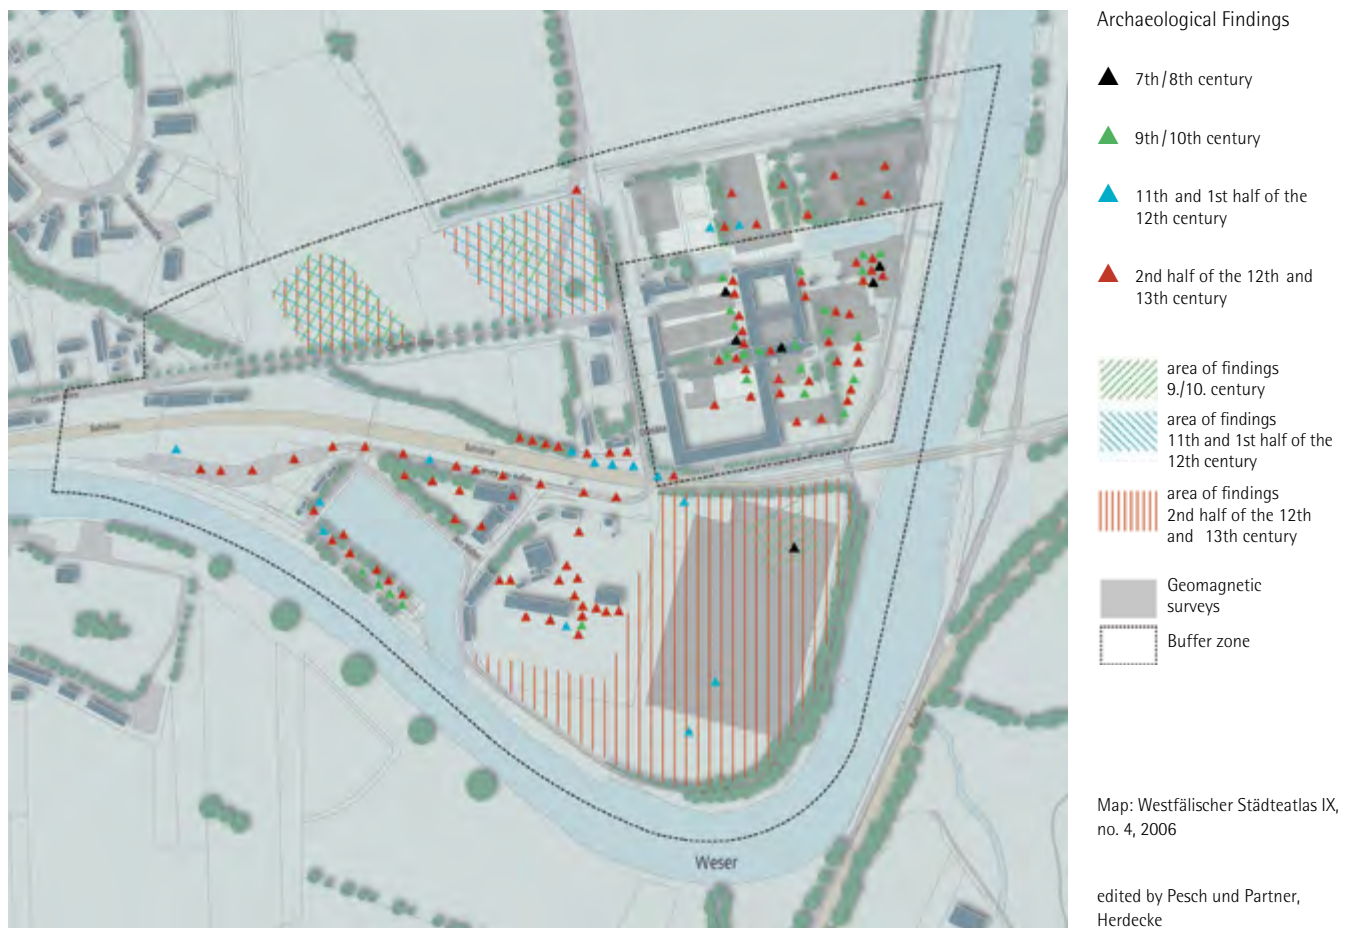 Archaeological Findings
7th/8th century
9th/10th century
11th and 1st half of the
12th century
2nd half of the 12th and
13th century
area of findings
9./10. century
area of findings
11th and 1st half of the
12th century
area of findings
2nd half of the 12th
and 13th century
Geomagnetic
surveys
Buffer zone
Weser
Map: Westfälischer Städteatlas IX,
no. 4, 2006
edited by Pesch und Partner,
Herdecke